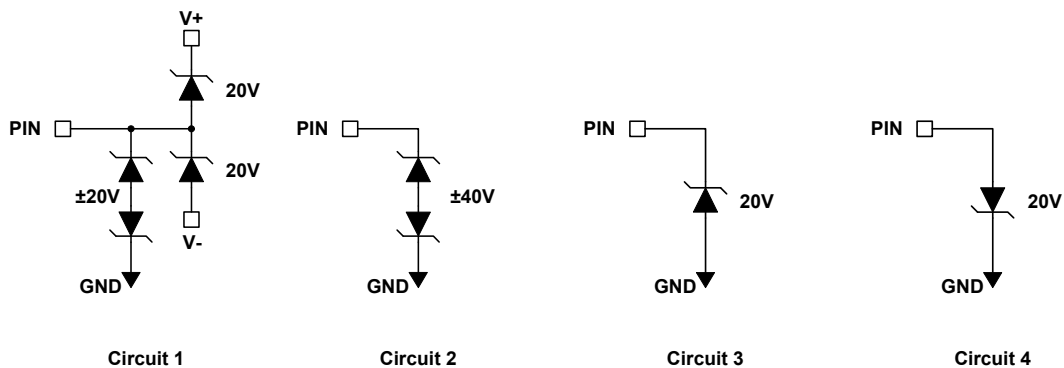 V+
20V
PIN
±20V
20V
V-
GND
Circuit 1
PIN
±40V
GND
Circuit 2
PIN
20V
GND
Circuit 3
PIN
20V
GND
Circuit 4